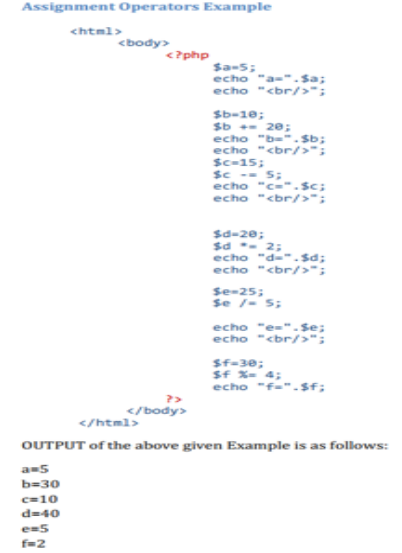 Assignment Operators Example
<html>
<body>
<?php
$a=5;
echo "a=".$a;
echo "<br/>";
$b=10;
$b += 20;
echo "b=".$b;
echo "<br/>";
$c=15;
$c -= 5;
echo "c=".$c;
echo "<br/>";
$d=20;
$d *= 2;
echo "d=".$d;
echo "<br/>";
$e=25;
$e /= 5;
echo "e=".$e;
echo "<br/>";
$f=30;
$f %= 4;
echo "f=".$f;
?>
</body>
</html>
OUTPUT of the above given Example is as follows:
a=5
b=30
c=10
d=40
e=5
f=2